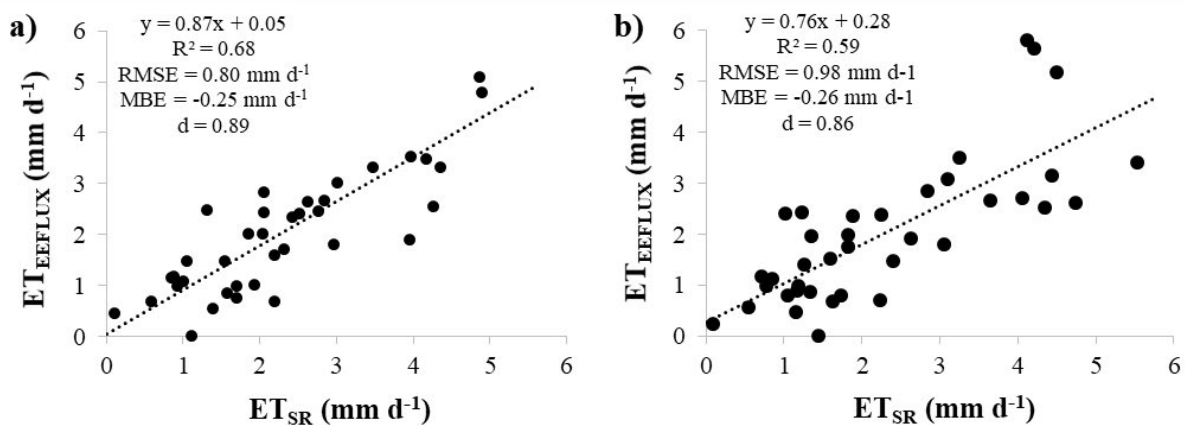 a)
y = 0.87x + 0.05
R² = 0.68
RMSE = 0.80 mm d⁻¹
MBE = -0.25 mm d⁻¹
d = 0.89
ET_EEFLUX (mm d⁻¹)
6
5
4
3
2
1
0
0 1 2 3 4 5 6
ET_SR (mm d⁻¹)
b)
y = 0.76x + 0.28
R² = 0.59
RMSE = 0.98 mm d-1
MBE = -0.26 mm d-1
d = 0.86
ET_EEFLUX (mm d⁻¹)
6
5
4
3
2
1
0
0 1 2 3 4 5 6
ET_SR (mm d⁻¹)